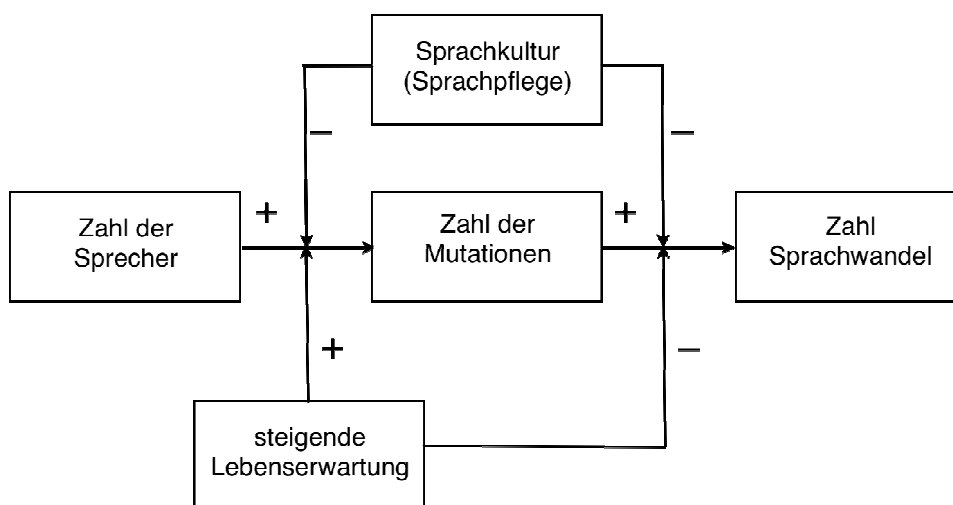 Sprachkultur
(Sprachpflege)
−
−
+
+
Zahl der
Sprecher
Zahl der
Mutationen
Zahl
Sprachwandel
+
−
steigende
Lebenserwartung